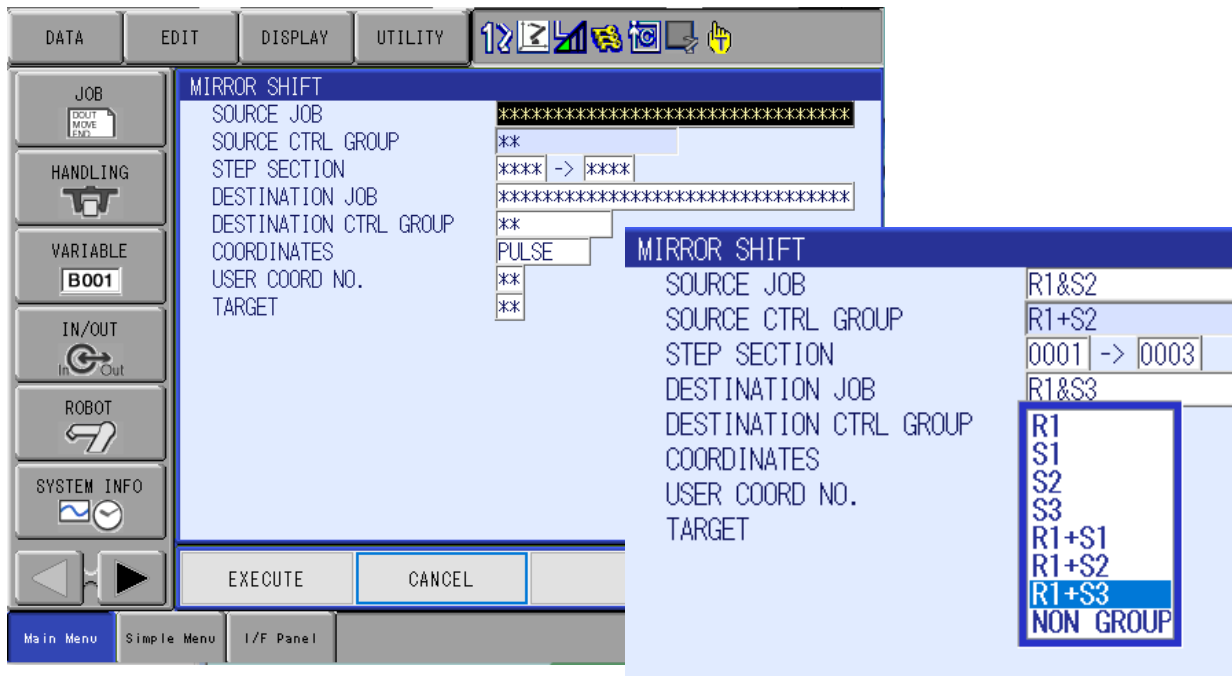 DATA EDIT DISPLAY UTILITY
JOB
DOUT
MOVE
END
HANDLING
VARIABLE
B001
IN/OUT
In Out
ROBOT
SYSTEM INFO
MIRROR SHIFT
SOURCE JOB ********************************
SOURCE CTRL GROUP **
STEP SECTION **** -> ****
DESTINATION JOB ********************************
DESTINATION CTRL GROUP **
COORDINATES PULSE
USER COORD NO. **
TARGET **
EXECUTE CANCEL
Main Menu Simple Menu I/F Panel
MIRROR SHIFT
SOURCE JOB R1&S2
SOURCE CTRL GROUP R1+S2
STEP SECTION 0001 -> 0003
DESTINATION JOB R1&S3
DESTINATION CTRL GROUP
COORDINATES
USER COORD NO.
TARGET
R1
S1
S2
S3
R1+S1
R1+S2
R1+S3
NON GROUP